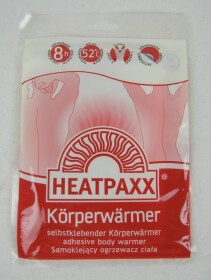 8h
52°
HEATPAXX
Körperwärmer
selbstklebender Körperwärmer
adhesive body warmer
Samoklejący ogrzewacz ciała